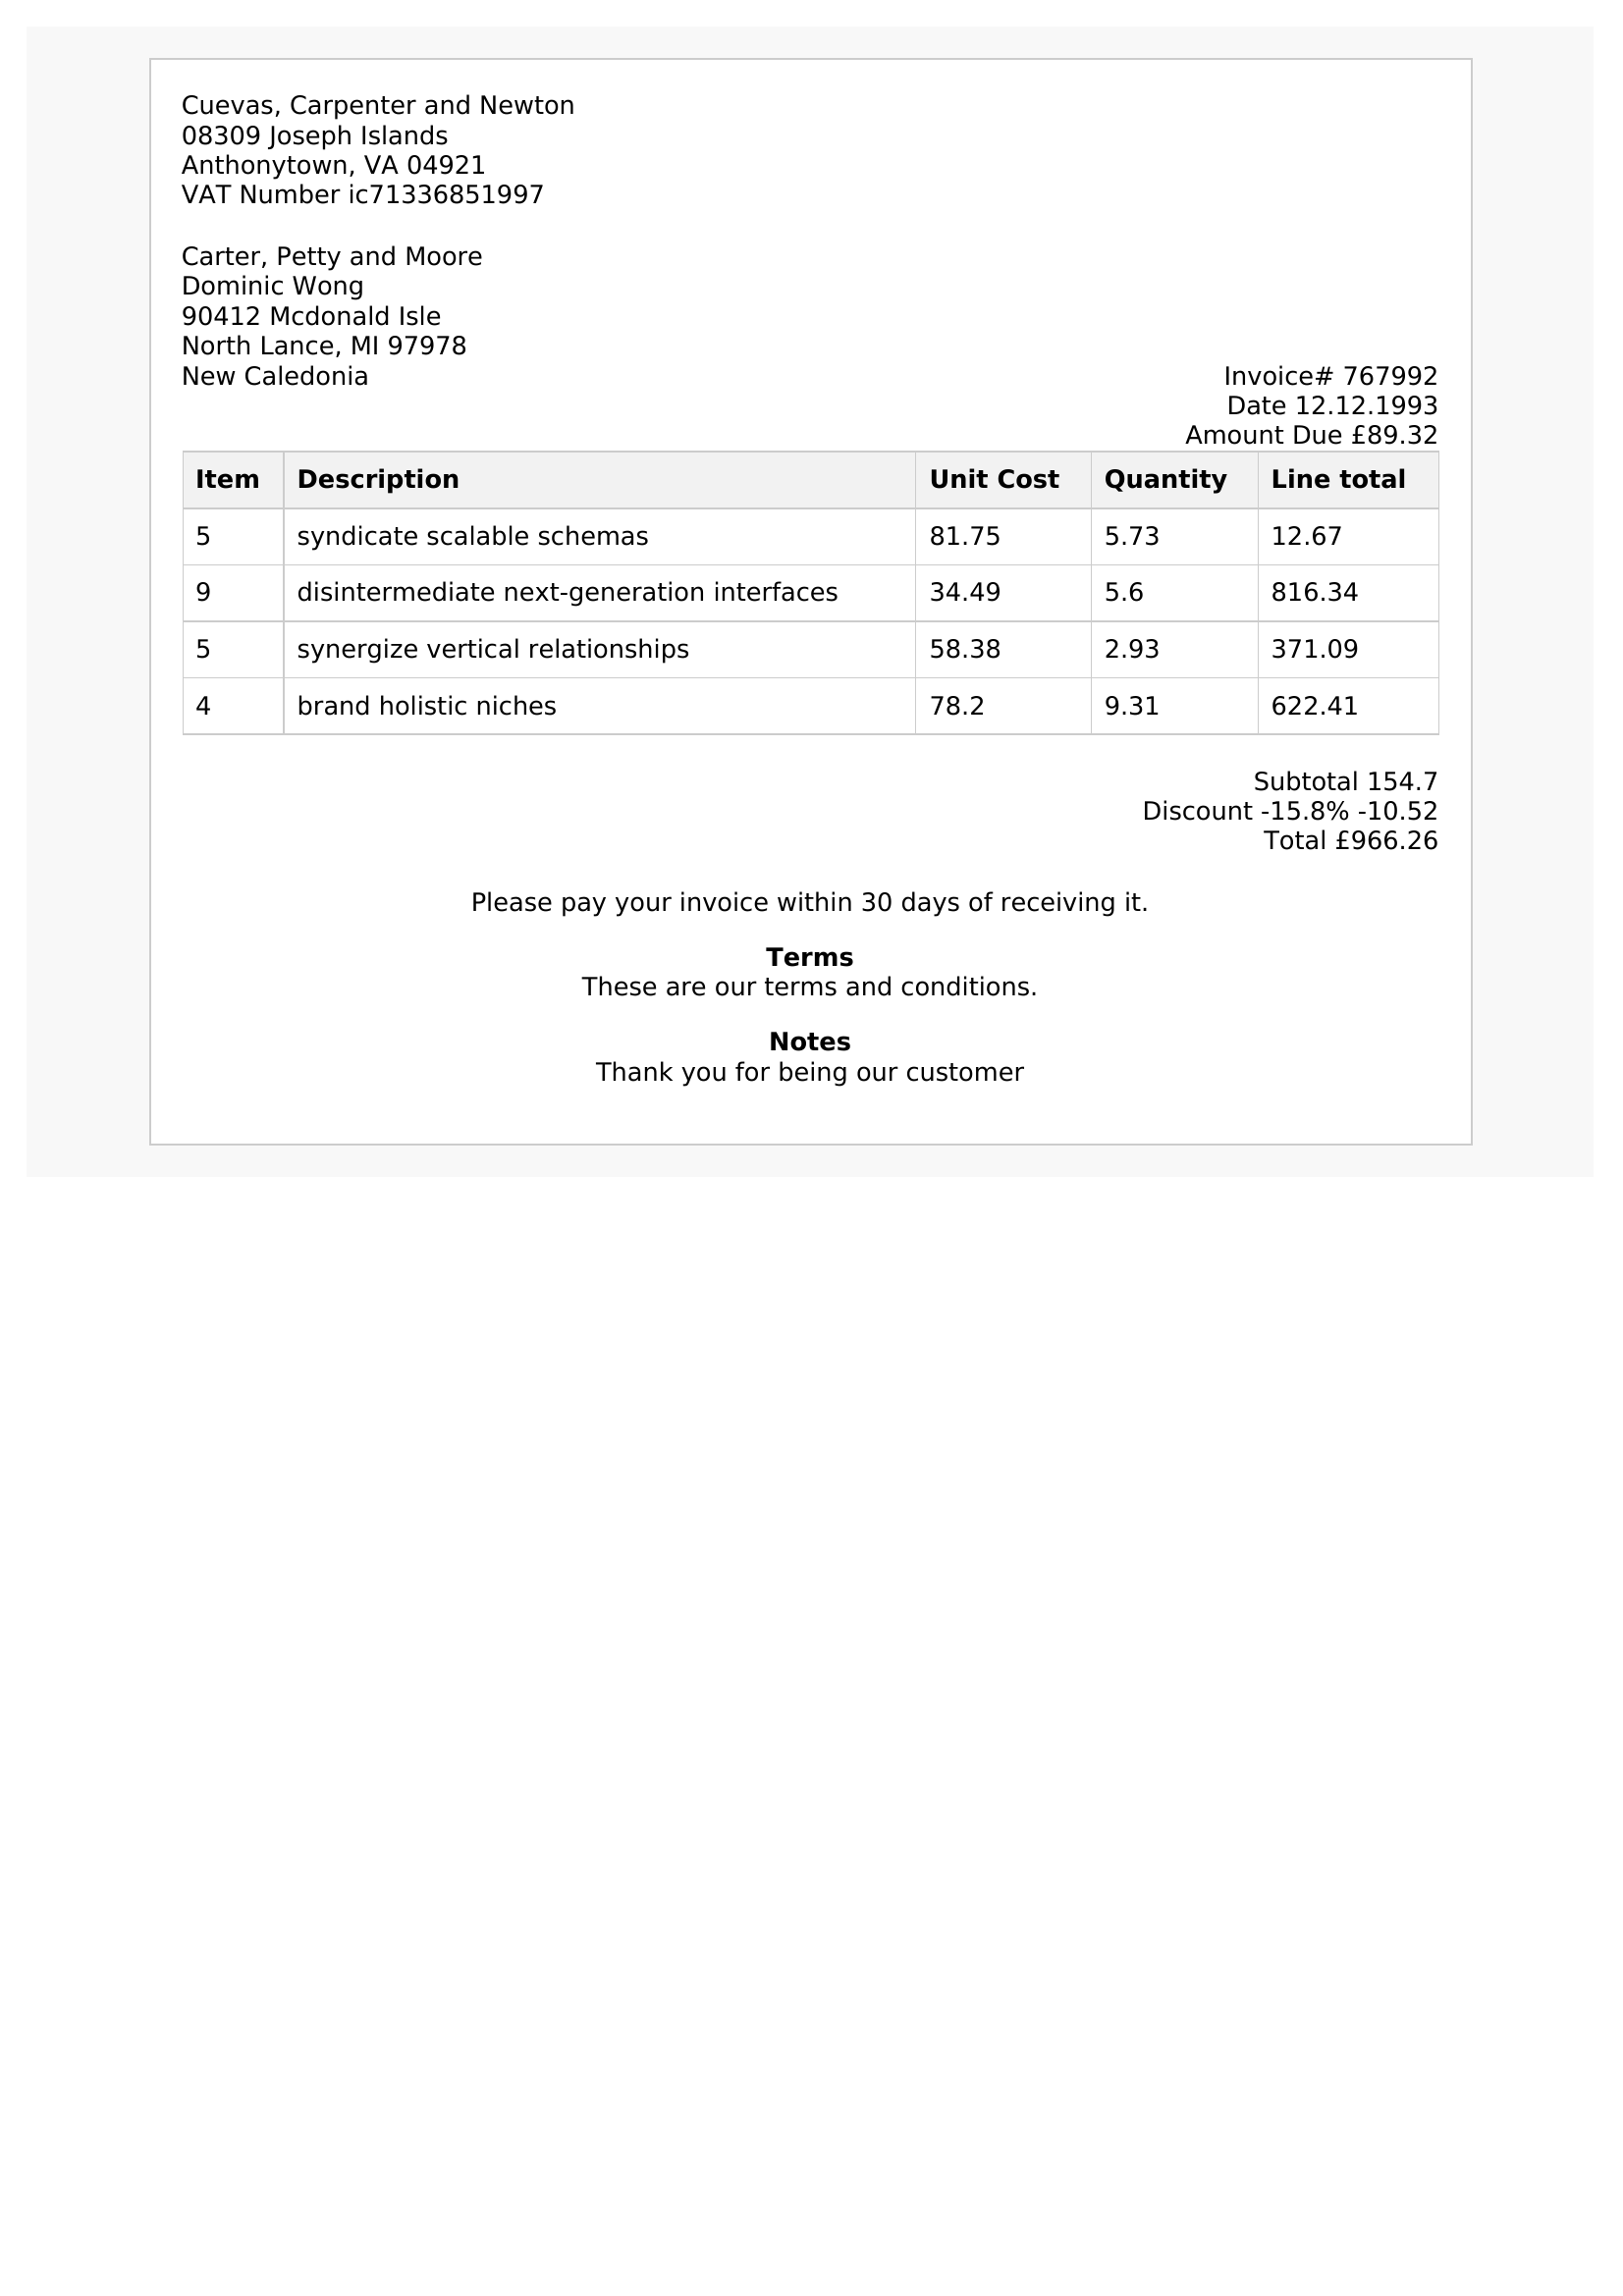 Cuevas, Carpenter and Newton
08309 Joseph Islands
Anthonytown, VA 04921
VAT Number ic71336851997
Carter, Petty and Moore
Dominic Wong
90412 Mcdonald Isle
North Lance, MI 97978
New Caledonia
Invoice# 767992
Date 12.12.1993
Amount Due £89.32
Item Description Unit Cost Quantity Line total
5 syndicate scalable schemas 81.75 5.73 12.67
9 disintermediate next-generation interfaces 34.49 5.6 816.34
5 synergize vertical relationships 58.38 2.93 371.09
4 brand holistic niches 78.2 9.31 622.41
Subtotal 154.7
Discount -15.8% -10.52
Total £966.26
Please pay your invoice within 30 days of receiving it.
Terms
These are our terms and conditions.
Notes
Thank you for being our customer